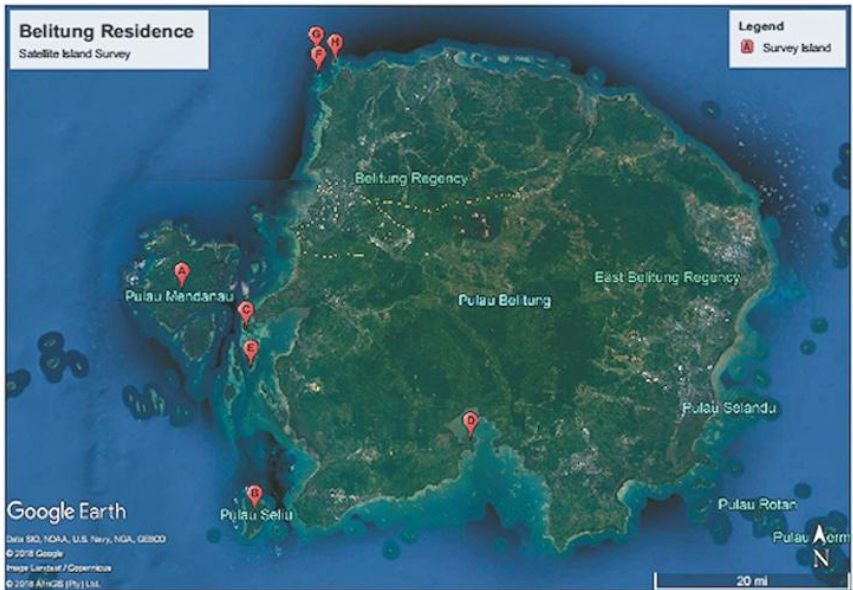 Belitung Residence
Satellite Island Survey
Legend
A Survey Island
G
H
F
Belitung Regency
A
Pulau Mendanau
East Belitung Regency
Pulau Belitung
C
E
Pulau Selandu
D
B
Pulau Seliu
Pulau Rotan
Google Earth
Pulau
Data SIO, NOAA, U.S. Navy, NGA, GEBCO
© 2018 Google
Image Landsat / Copernicus
© 2018 AfriGIS (Pty) Ltd.
N
20 mi